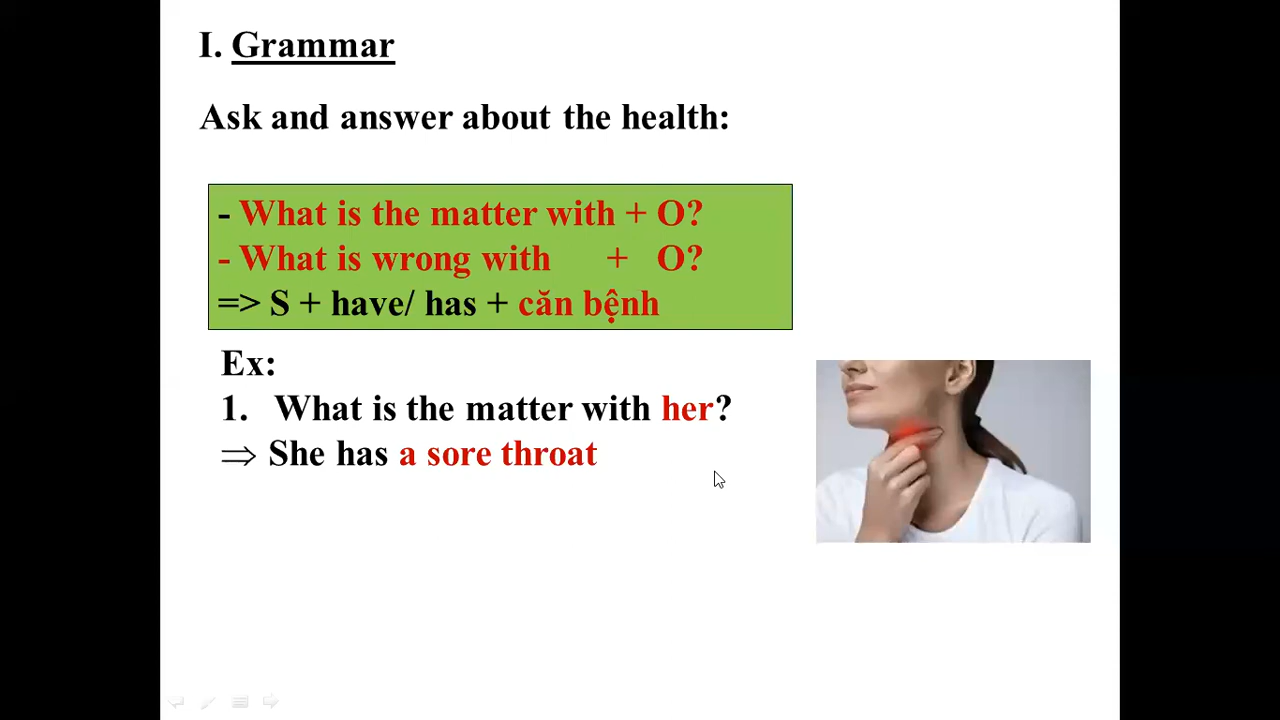 I. Grammar
Ask and answer about the health:
- What is the matter with + O?
- What is wrong with + O?
=> S + have/ has + căn bệnh
Ex:
1. What is the matter with her?
⇒ She has a sore throat